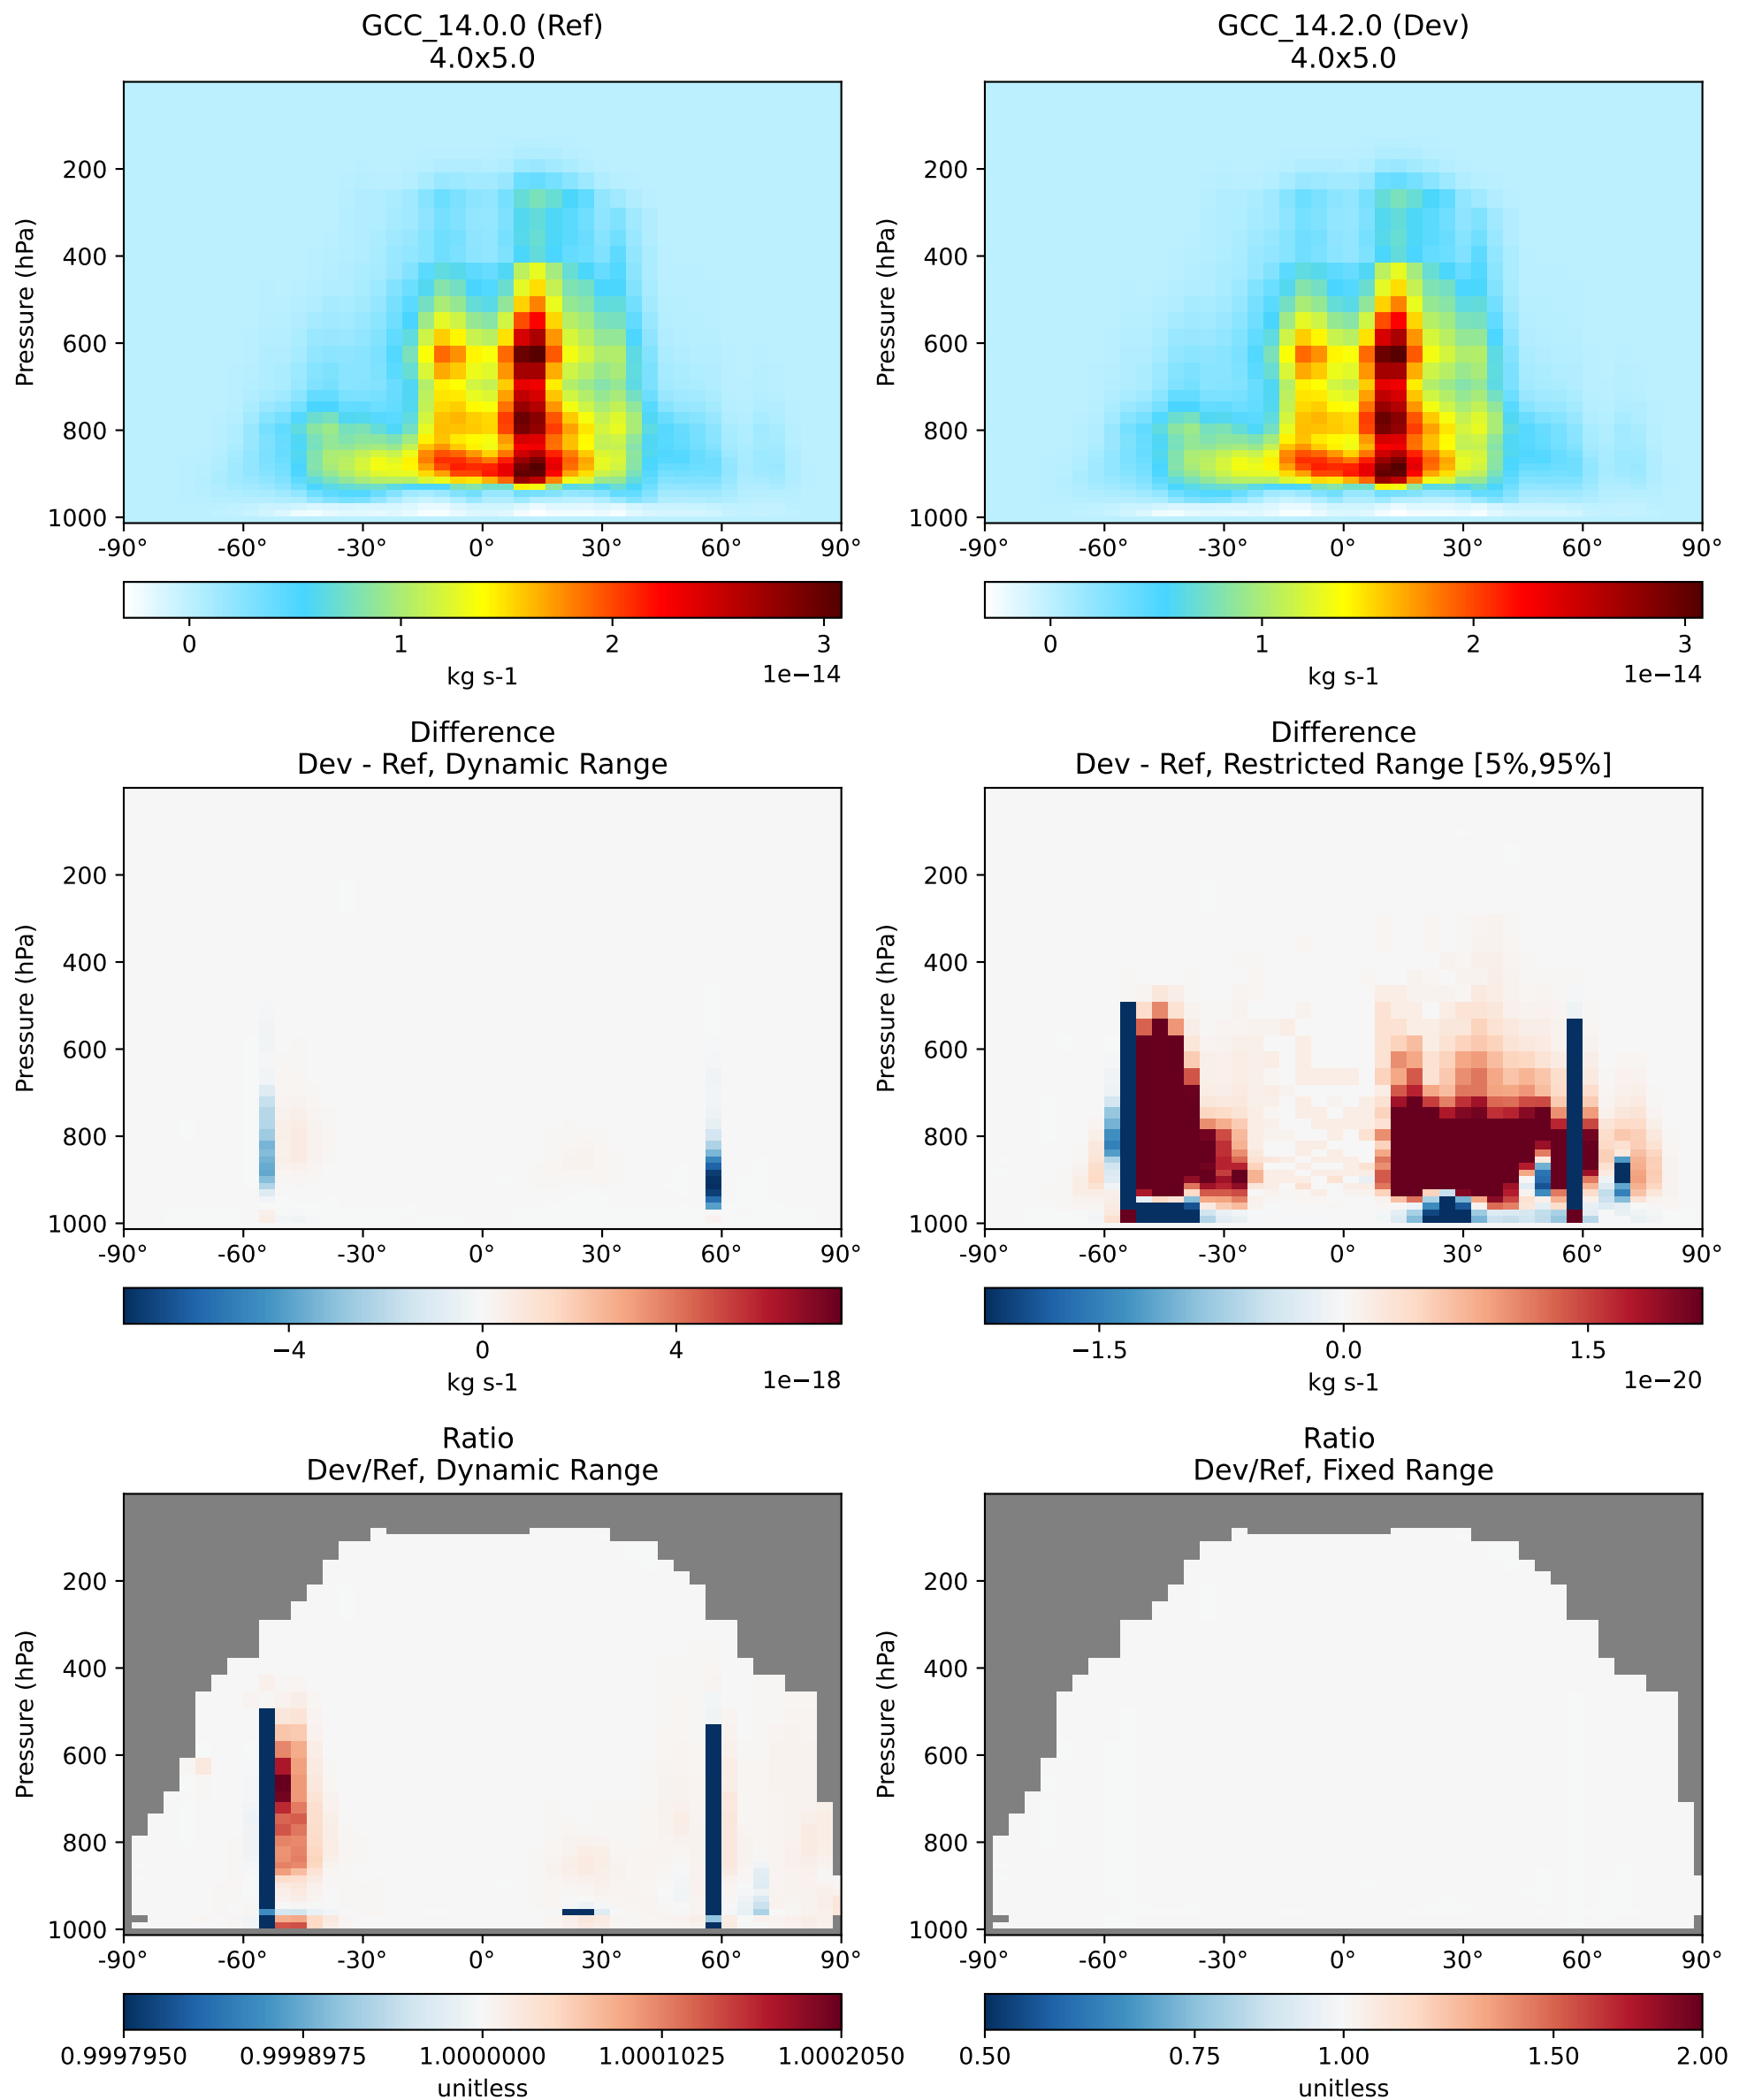 GCC_14.0.0 (Ref)
4.0x5.0
GCC_14.2.0 (Dev)
4.0x5.0
Pressure (hPa)
200
400
600
800
1000
-90° -60° -30° 0° 30° 60° 90°
0 1 2 3
1e−14
kg s-1
Pressure (hPa)
200
400
600
800
1000
-90° -60° -30° 0° 30° 60° 90°
0 1 2 3
1e−14
kg s-1
Difference
Dev - Ref, Dynamic Range
Pressure (hPa)
200
400
600
800
1000
-90° -60° -30° 0° 30° 60° 90°
−4 0 4
1e−18
kg s-1
Difference
Dev - Ref, Restricted Range [5%,95%]
Pressure (hPa)
200
400
600
800
1000
-90° -60° -30° 0° 30° 60° 90°
−1.5 0.0 1.5
1e−20
kg s-1
Ratio
Dev/Ref, Dynamic Range
Pressure (hPa)
200
400
600
800
1000
-90° -60° -30° 0° 30° 60° 90°
0.9997950 0.9998975 1.0000000 1.0001025 1.0002050
unitless
Ratio
Dev/Ref, Fixed Range
Pressure (hPa)
200
400
600
800
1000
-90° -60° -30° 0° 30° 60° 90°
0.50 0.75 1.00 1.50 2.00
unitless